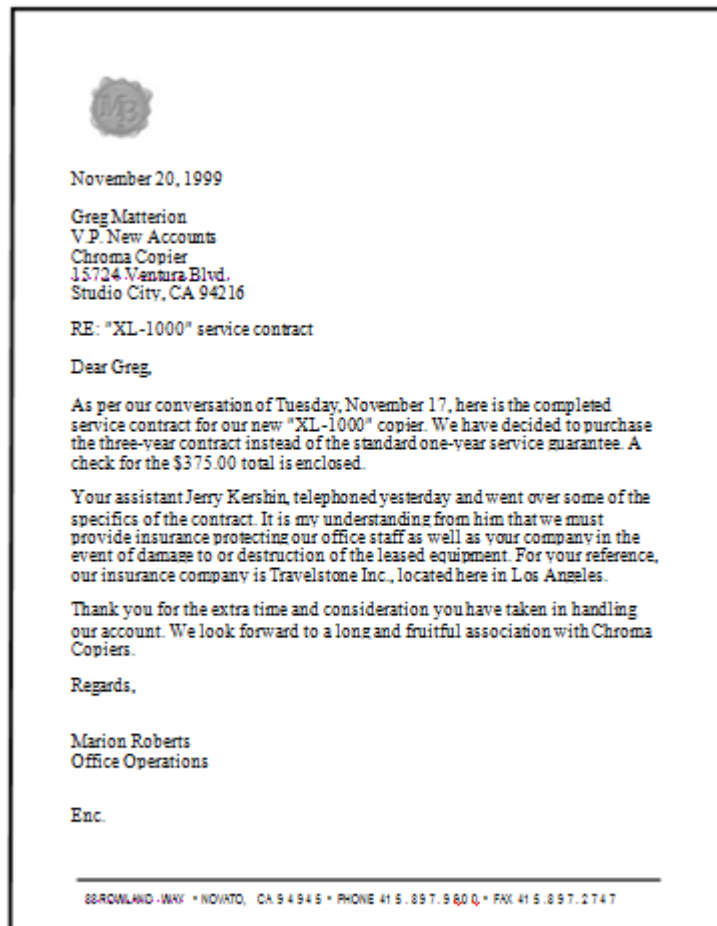 MB
November 20, 1999
Greg Matterion
V.P. New Accounts
Chroma Copier
15724 Ventura Blvd.
Studio City, CA 94216
RE: "XL-1000" service contract
Dear Greg,
As per our conversation of Tuesday, November 17, here is the completed
service contract for our new "XL-1000" copier. We have decided to purchase
the three-year contract instead of the standard one-year service guarantee. A
check for the $375.00 total is enclosed.
Your assistant Jerry Kershin, telephoned yesterday and went over some of the
specifics of the contract. It is my understanding from him that we must
provide insurance protecting our office staff as well as your company in the
event of damage to or destruction of the leased equipment. For your reference,
our insurance company is Travelstone Inc., located here in Los Angeles.
Thank you for the extra time and consideration you have taken in handling
our account. We look forward to a long and fruitful association with Chroma
Copiers.
Regards,
Marion Roberts
Office Operations
Enc.
88 ROWLAND WAY • NOVATO, CA 94945 • PHONE 415.897.9800 • FAX 415.897.2747